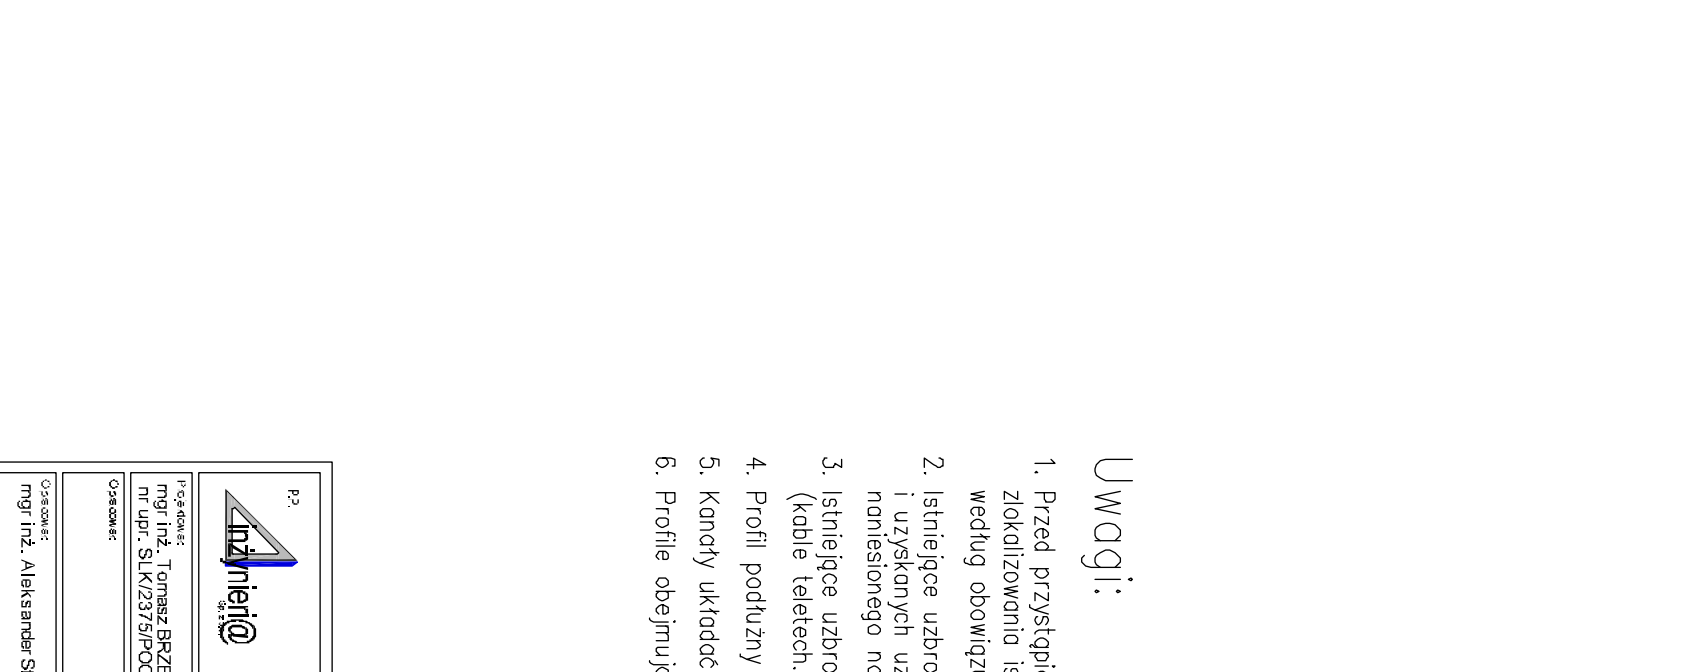 Uwagi:
1. Przed przystąpie
zlokalizowania is
według obowiązu
2. Istniejące uzbro
i uzyskanych uz
naniesionego na
3. Istniejące uzbro
(kable teletech.
4. Profil podłużny
5. Kanały układać
6. Profile obejmują
P.P.
inżynieri@
Sp. z o.o.
Projektował:
mgr inż. Tomasz BRZE
nr upr. SLK/2375/POO
Opracował:
Opracował:
mgr inż. Aleksander S